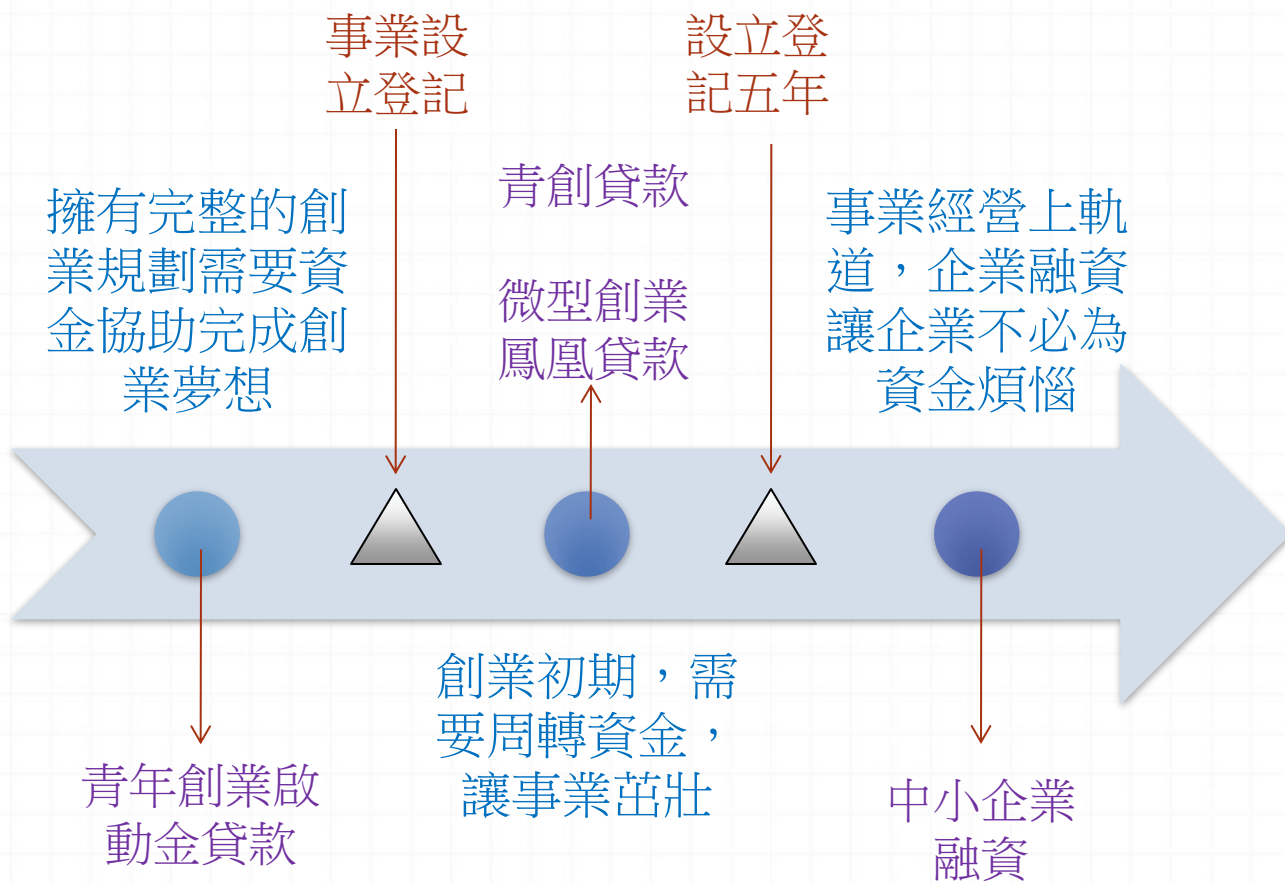 事業設
立登記
設立登
記五年
擁有完整的創
業規劃需要資
金協助完成創
業夢想
青創貸款
微型創業
鳳凰貸款
事業經營上軌
道，企業融資
讓企業不必為
資金煩惱
青年創業啟
動金貸款
創業初期，需
要周轉資金，
讓事業茁壯
中小企業
融資